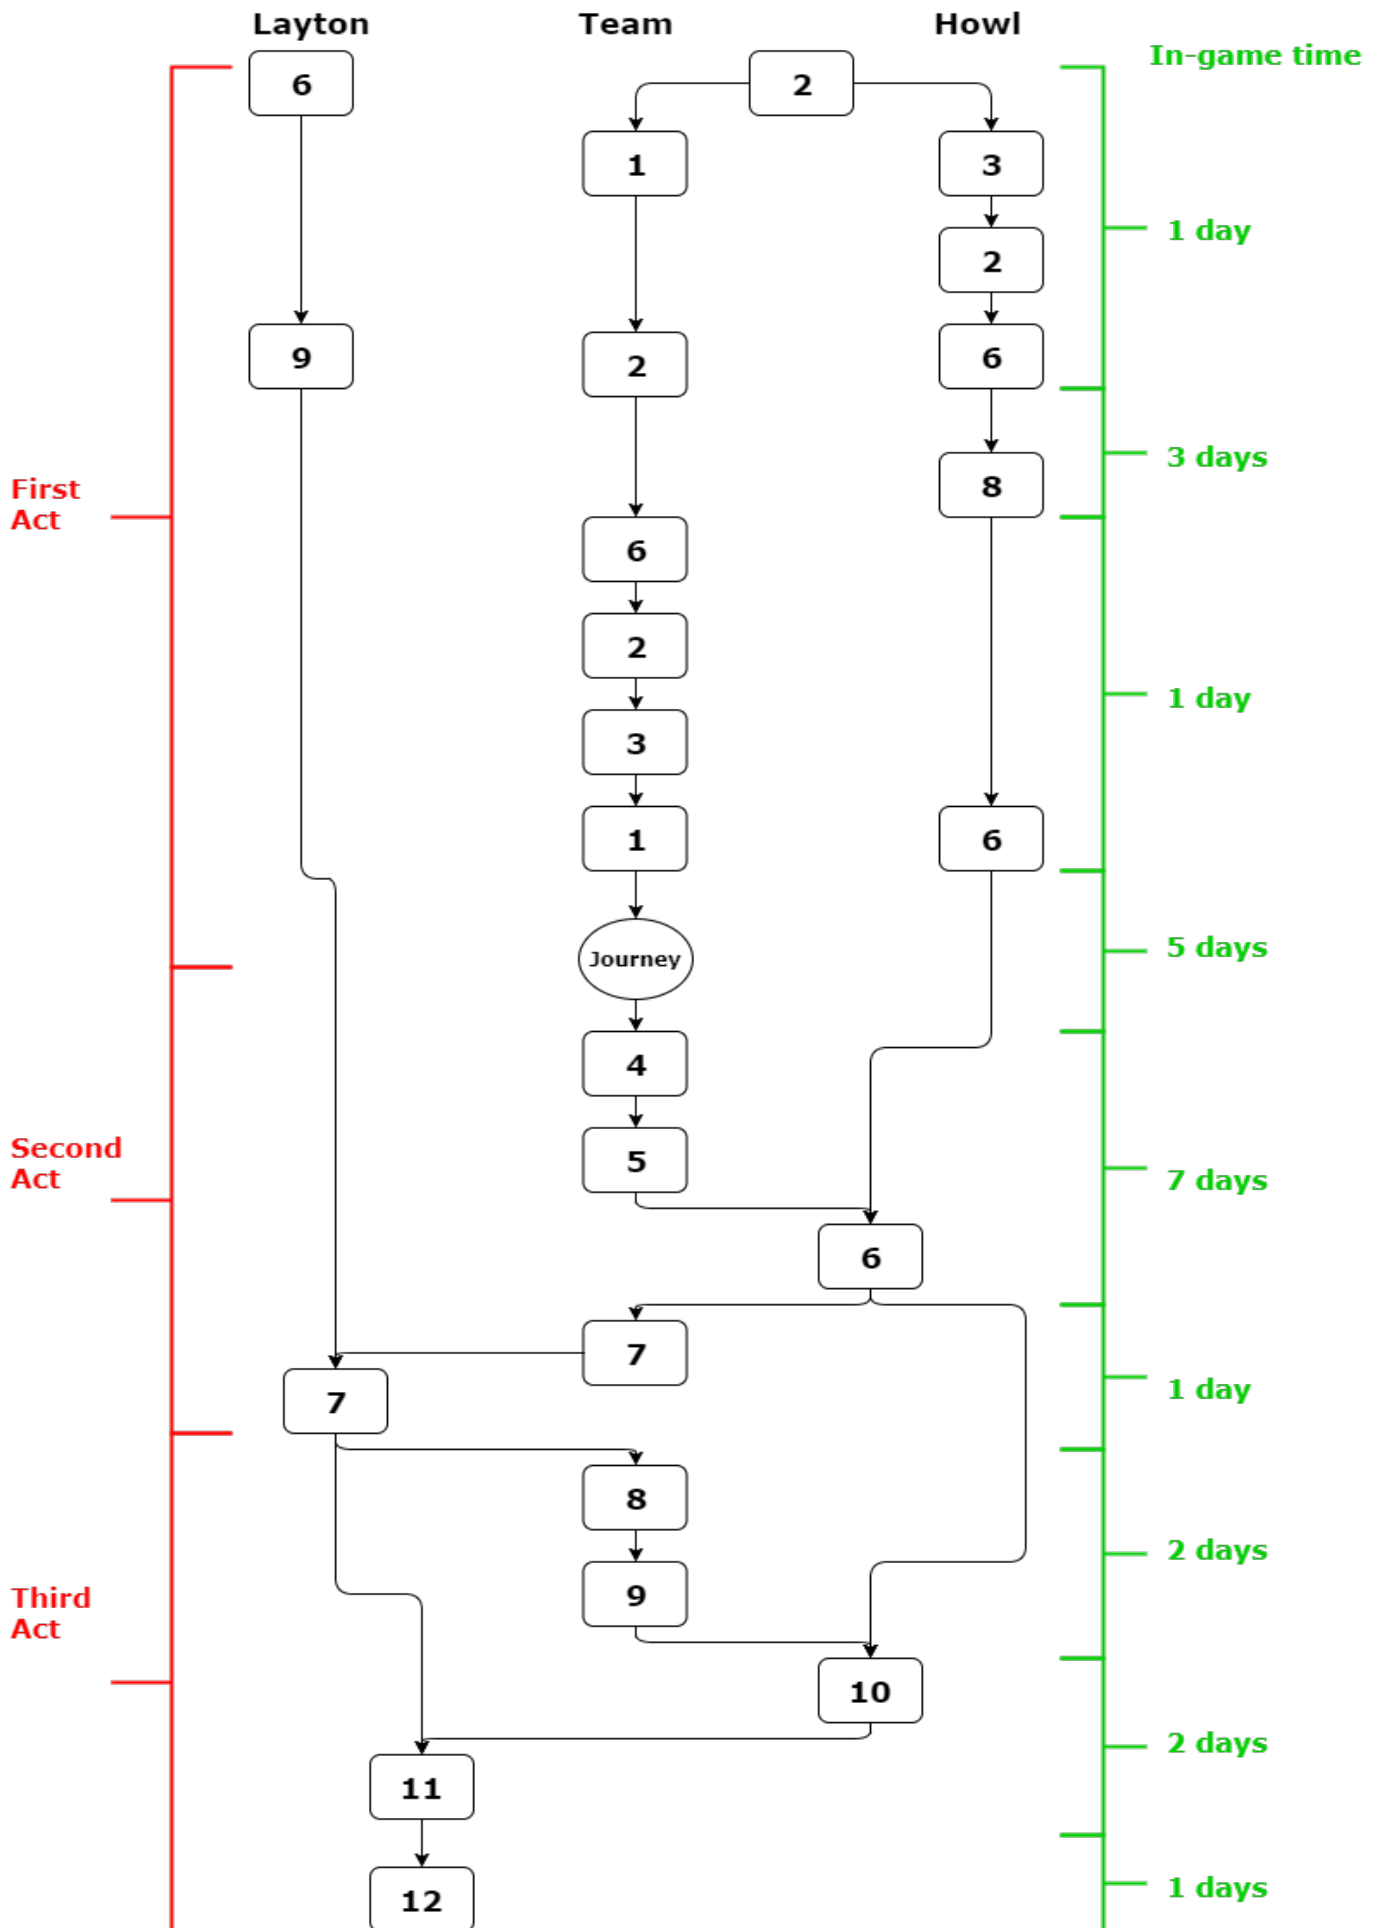 Layton
Team
Howl
In-game time
6
2
1
3
1 day
2
9
2
6
3 days
First
Act
8
6
2
1 day
3
1
6
5 days
Journey
4
Second
Act
5
7 days
6
7
1 day
7
8
2 days
Third
Act
9
10
2 days
11
1 days
12